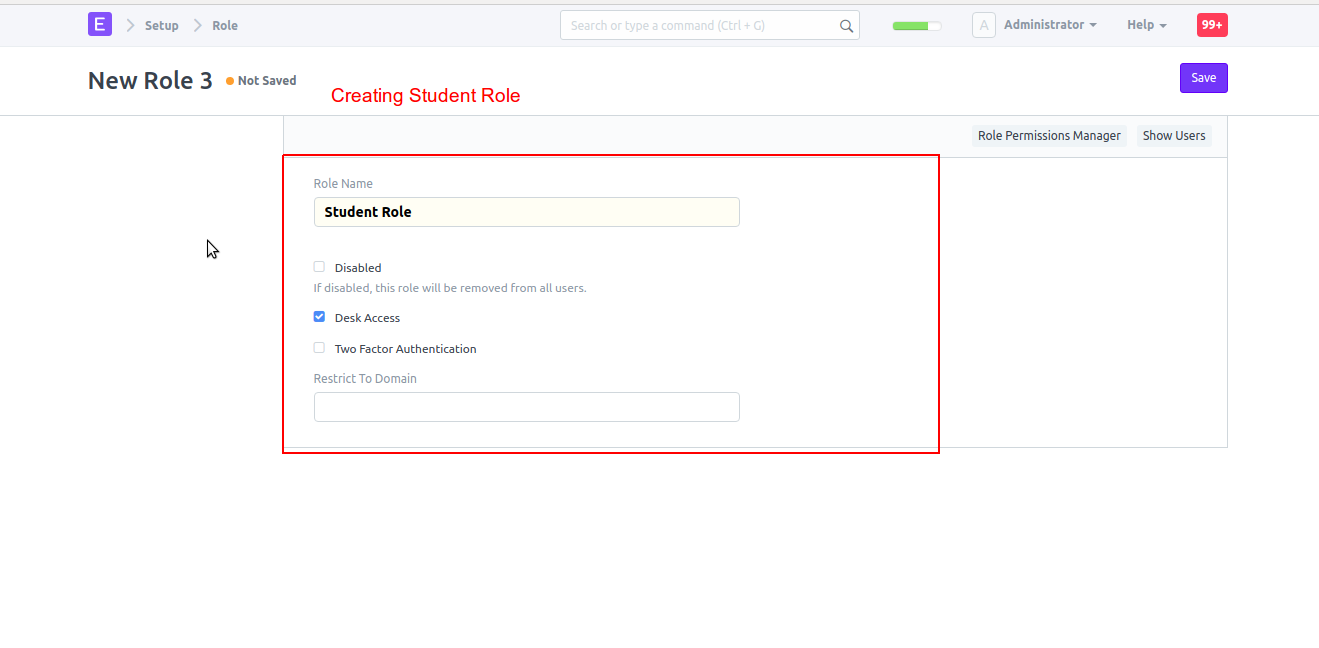 E Setup Role Search or type a command (Ctrl + G) A Administrator Help 99+
New Role 3 Not Saved Save
Creating Student Role
Role Permissions Manager Show Users
Role Name
Student Role
Disabled
If disabled, this role will be removed from all users.
Desk Access
Two Factor Authentication
Restrict To Domain